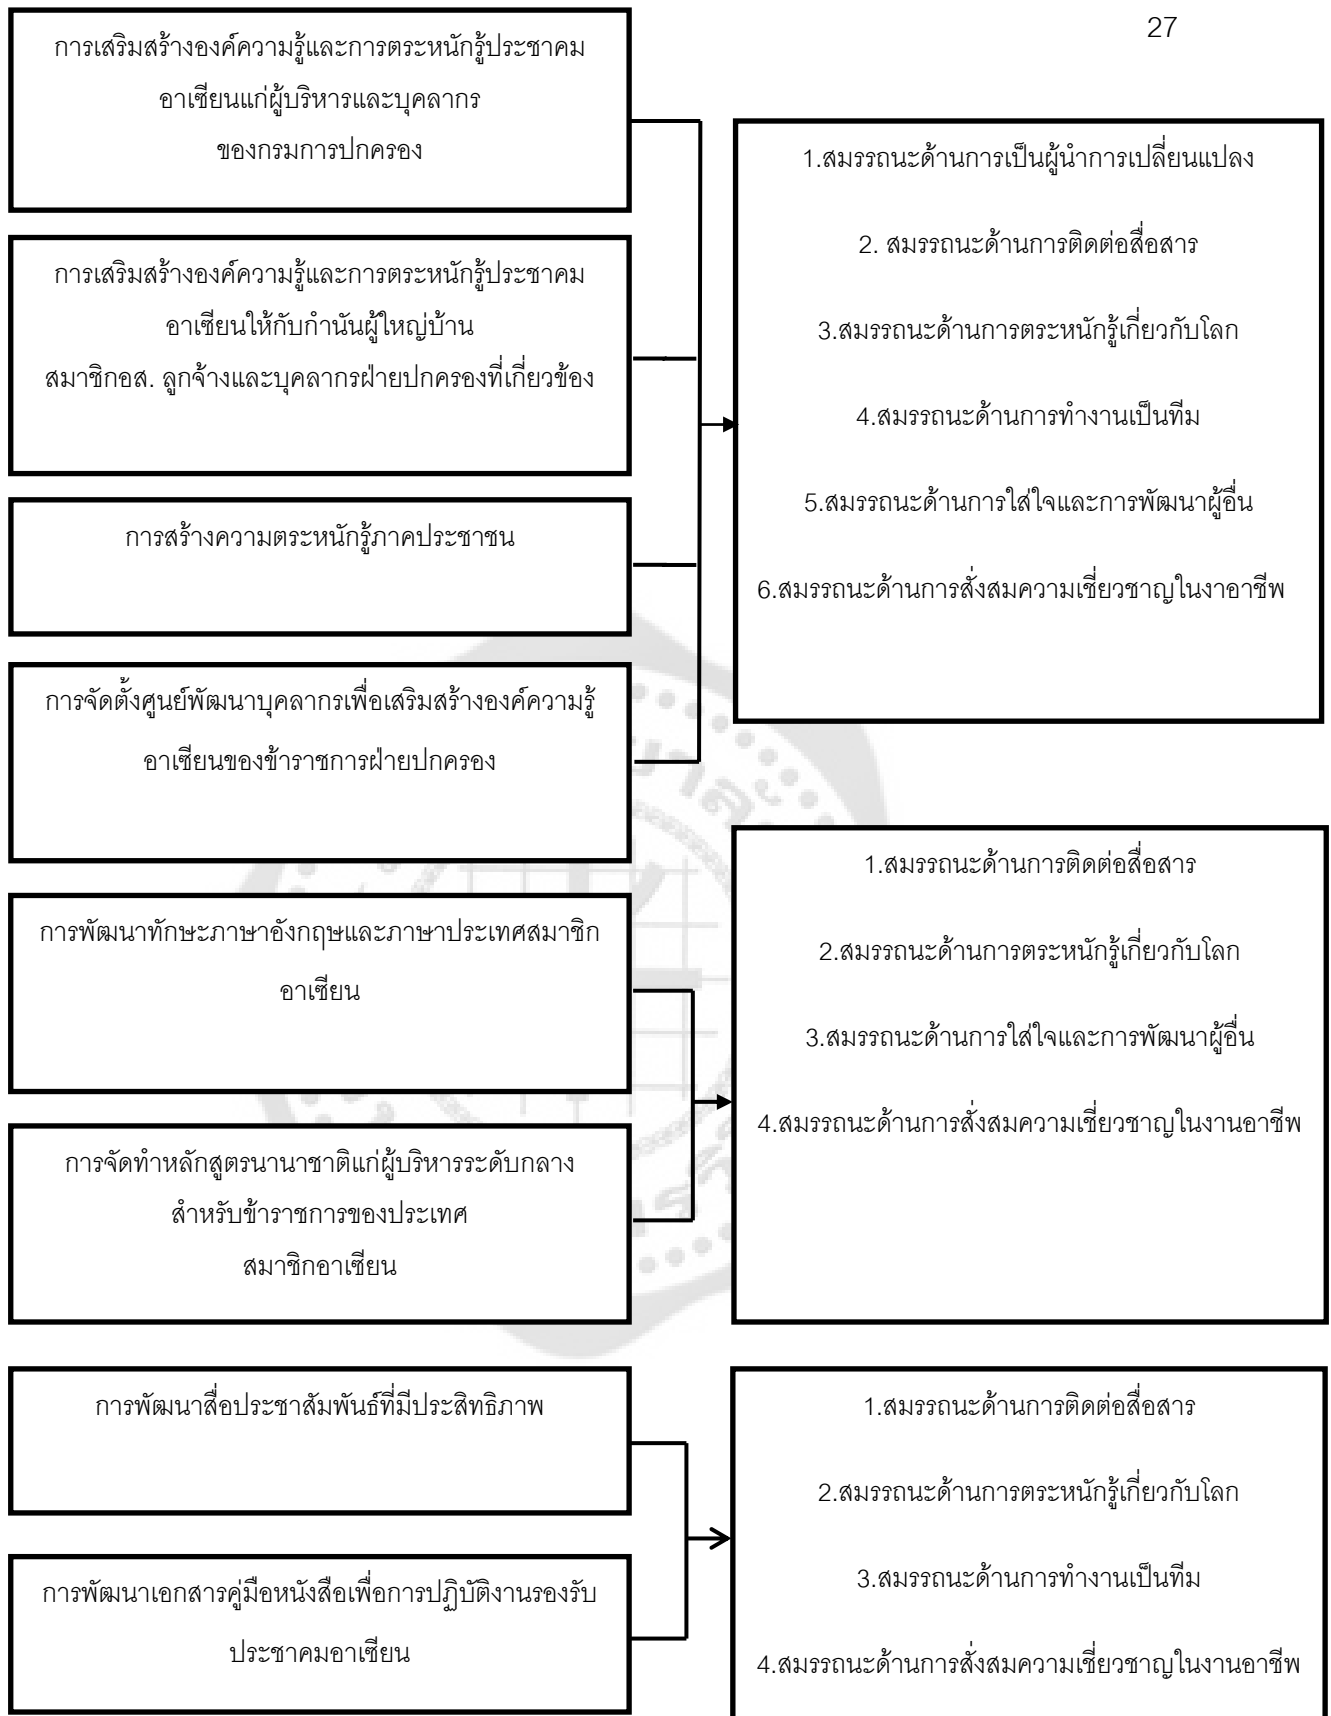 27
การเสริมสร้างองค์ความรู้และการตระหนักรู้ประชาคม
อาเซียนแก่ผู้บริหารและบุคลากร
ของกรมการปกครอง
การเสริมสร้างองค์ความรู้และการตระหนักรู้ประชาคม
อาเซียนให้กับกำนันผู้ใหญ่บ้าน
สมาชิกอส. ลูกจ้างและบุคลากรฝ่ายปกครองที่เกี่ยวข้อง
การสร้างความตระหนักรู้ภาคประชาชน
การจัดตั้งศูนย์พัฒนาบุคลากรเพื่อเสริมสร้างองค์ความรู้
อาเซียนของข้าราชการฝ่ายปกครอง
1.สมรรถนะด้านการเป็นผู้นำการเปลี่ยนแปลง
2. สมรรถนะด้านการติดต่อสื่อสาร
3.สมรรถนะด้านการตระหนักรู้เกี่ยวกับโลก
4.สมรรถนะด้านการทำงานเป็นทีม
5.สมรรถนะด้านการใส่ใจและการพัฒนาผู้อื่น
6.สมรรถนะด้านการสั่งสมความเชี่ยวชาญในงาอาชีพ
การพัฒนาทักษะภาษาอังกฤษและภาษาประเทศสมาชิก
อาเซียน
การจัดทำหลักสูตรนานาชาติแก่ผู้บริหารระดับกลาง
สำหรับข้าราชการของประเทศ
สมาชิกอาเซียน
1.สมรรถนะด้านการติดต่อสื่อสาร
2.สมรรถนะด้านการตระหนักรู้เกี่ยวกับโลก
3.สมรรถนะด้านการใส่ใจและการพัฒนาผู้อื่น
4.สมรรถนะด้านการสั่งสมความเชี่ยวชาญในงานอาชีพ
การพัฒนาสื่อประชาสัมพันธ์ที่มีประสิทธิภาพ
การพัฒนาเอกสารคู่มือหนังสือเพื่อการปฏิบัติงานรองรับ
ประชาคมอาเซียน
1.สมรรถนะด้านการติดต่อสื่อสาร
2.สมรรถนะด้านการตระหนักรู้เกี่ยวกับโลก
3.สมรรถนะด้านการทำงานเป็นทีม
4.สมรรถนะด้านการสั่งสมความเชี่ยวชาญในงานอาชีพ